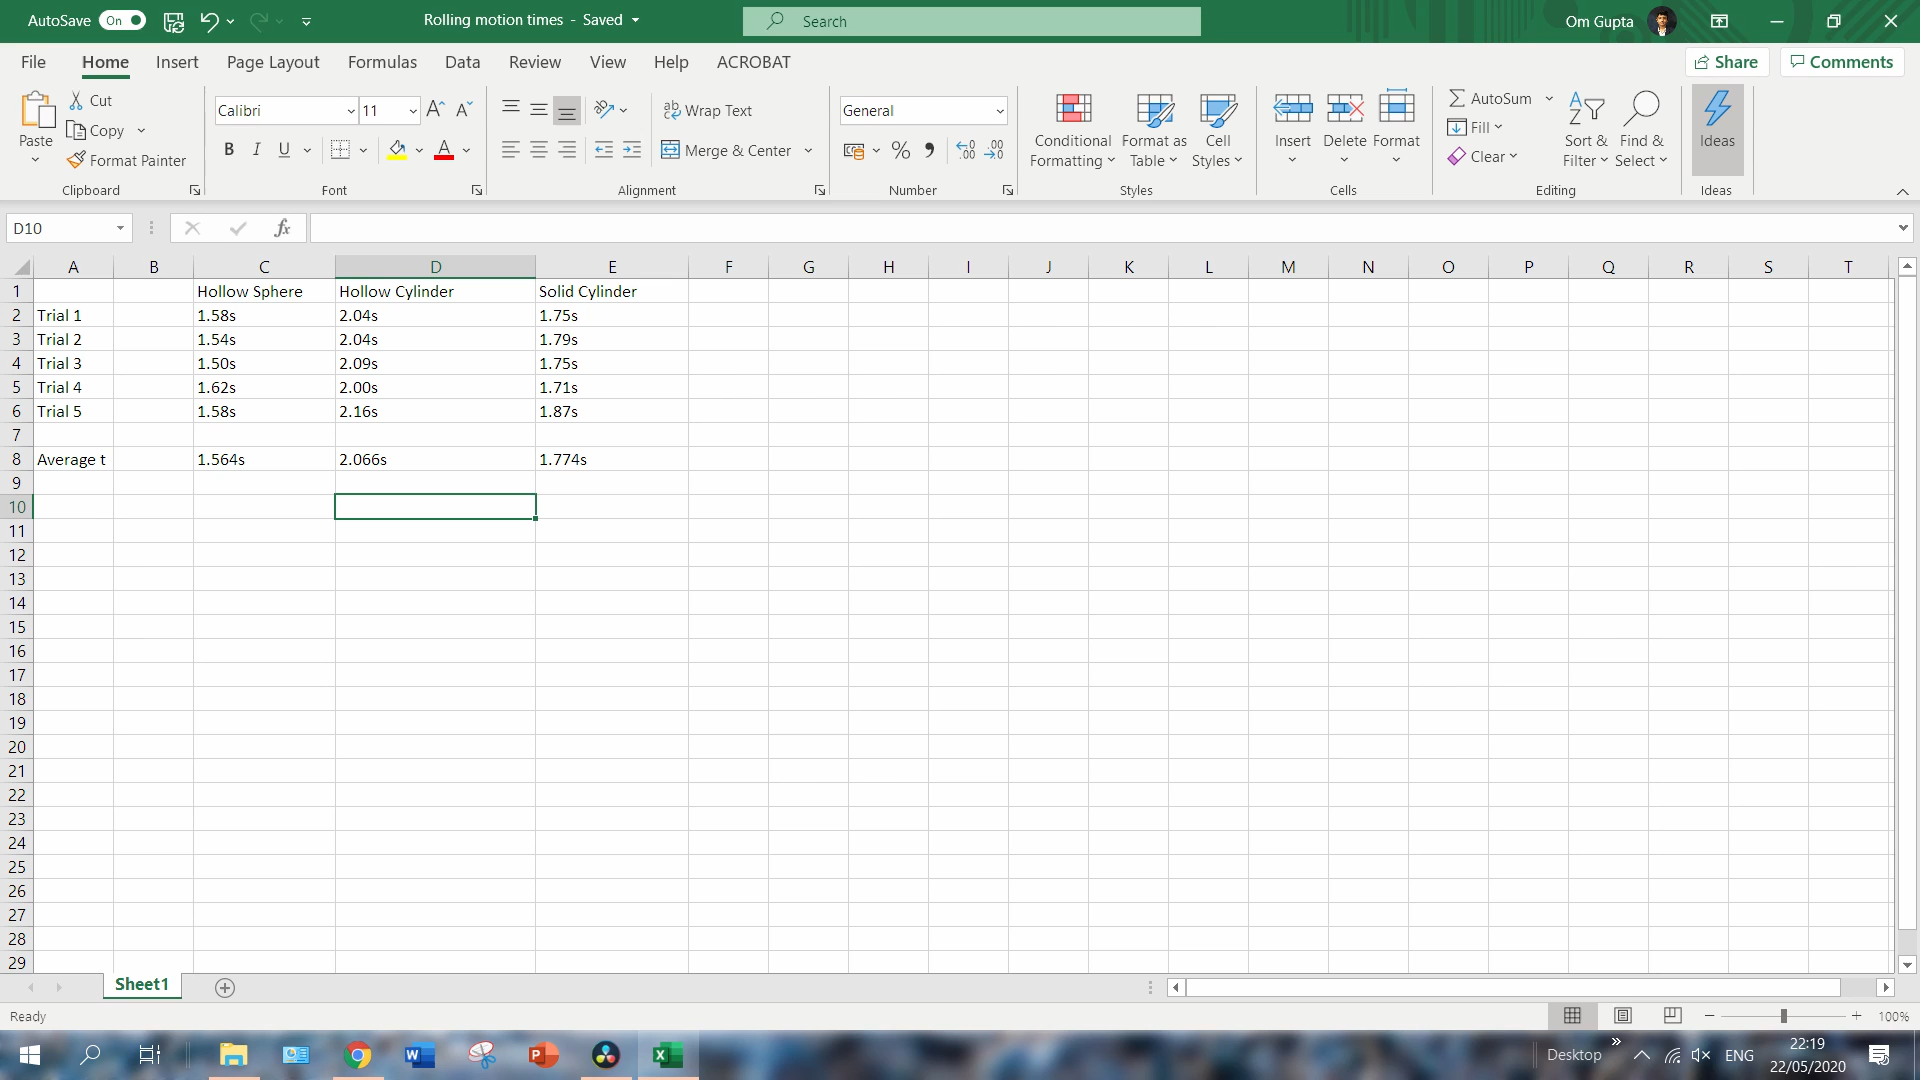 AutoSave On Rolling motion times - Saved Search Om Gupta
File Home Insert Page Layout Formulas Data Review View Help ACROBAT Share Comments
Paste Cut Copy Format Painter Clipboard
Calibri 11 B I U A Font
Wrap Text Merge & Center Alignment
General % Number
Conditional Formatting Format as Table Cell Styles Styles
Insert Delete Format Cells
AutoSum Fill Clear Sort & Filter Find & Select Editing
Ideas Ideas
D10 fx
A B C D E F G H I J K L M N O P Q R S T
1 Hollow Sphere Hollow Cylinder Solid Cylinder
2 Trial 1 1.58s 2.04s 1.75s
3 Trial 2 1.54s 2.04s 1.79s
4 Trial 3 1.50s 2.09s 1.75s
5 Trial 4 1.62s 2.00s 1.71s
6 Trial 5 1.58s 2.16s 1.87s
7
8 Average t 1.564s 2.066s 1.774s
9
10
11
12
13
14
15
16
17
18
19
20
21
22
23
24
25
26
27
28
29
Sheet1
Ready 100%
Desktop ENG 22:19
22/05/2020